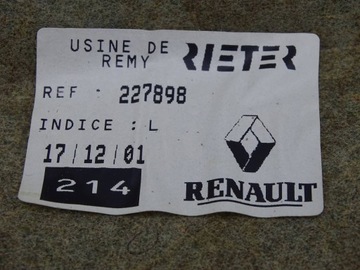 USINE DE RIETER
REMY
REF - 227898
INDICE : L
17/12/01
214
RENAULT